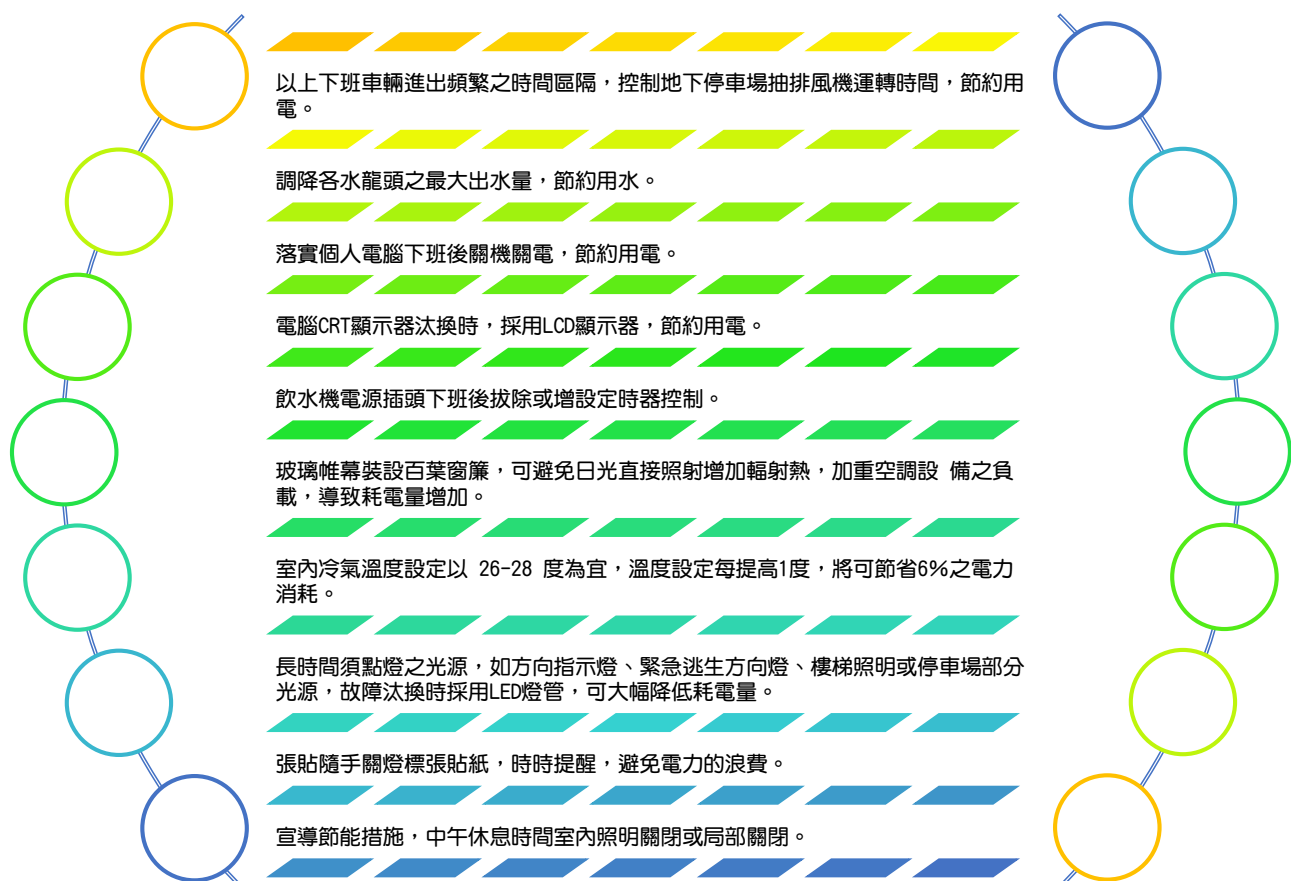 以上下班車輛進出頻繁之時間區隔，控制地下停車場抽排風機運轉時間，節約用
電。
調降各水龍頭之最大出水量，節約用水。
落實個人電腦下班後關機關電，節約用電。
電腦CRT顯示器汰換時，採用LCD顯示器，節約用電。
飲水機電源插頭下班後拔除或增設定時器控制。
玻璃帷幕裝設百葉窗簾，可避免日光直接照射增加輻射熱，加重空調設 備之負
載，導致耗電量增加。
室內冷氣溫度設定以 26-28 度為宜，溫度設定每提高1度，將可節省6%之電力
消耗。
長時間須點燈之光源，如方向指示燈、緊急逃生方向燈、樓梯照明或停車場部分
光源，故障汰換時採用LED燈管，可大幅降低耗電量。
張貼隨手關燈標張貼紙，時時提醒，避免電力的浪費。
宣導節能措施，中午休息時間室內照明關閉或局部關閉。